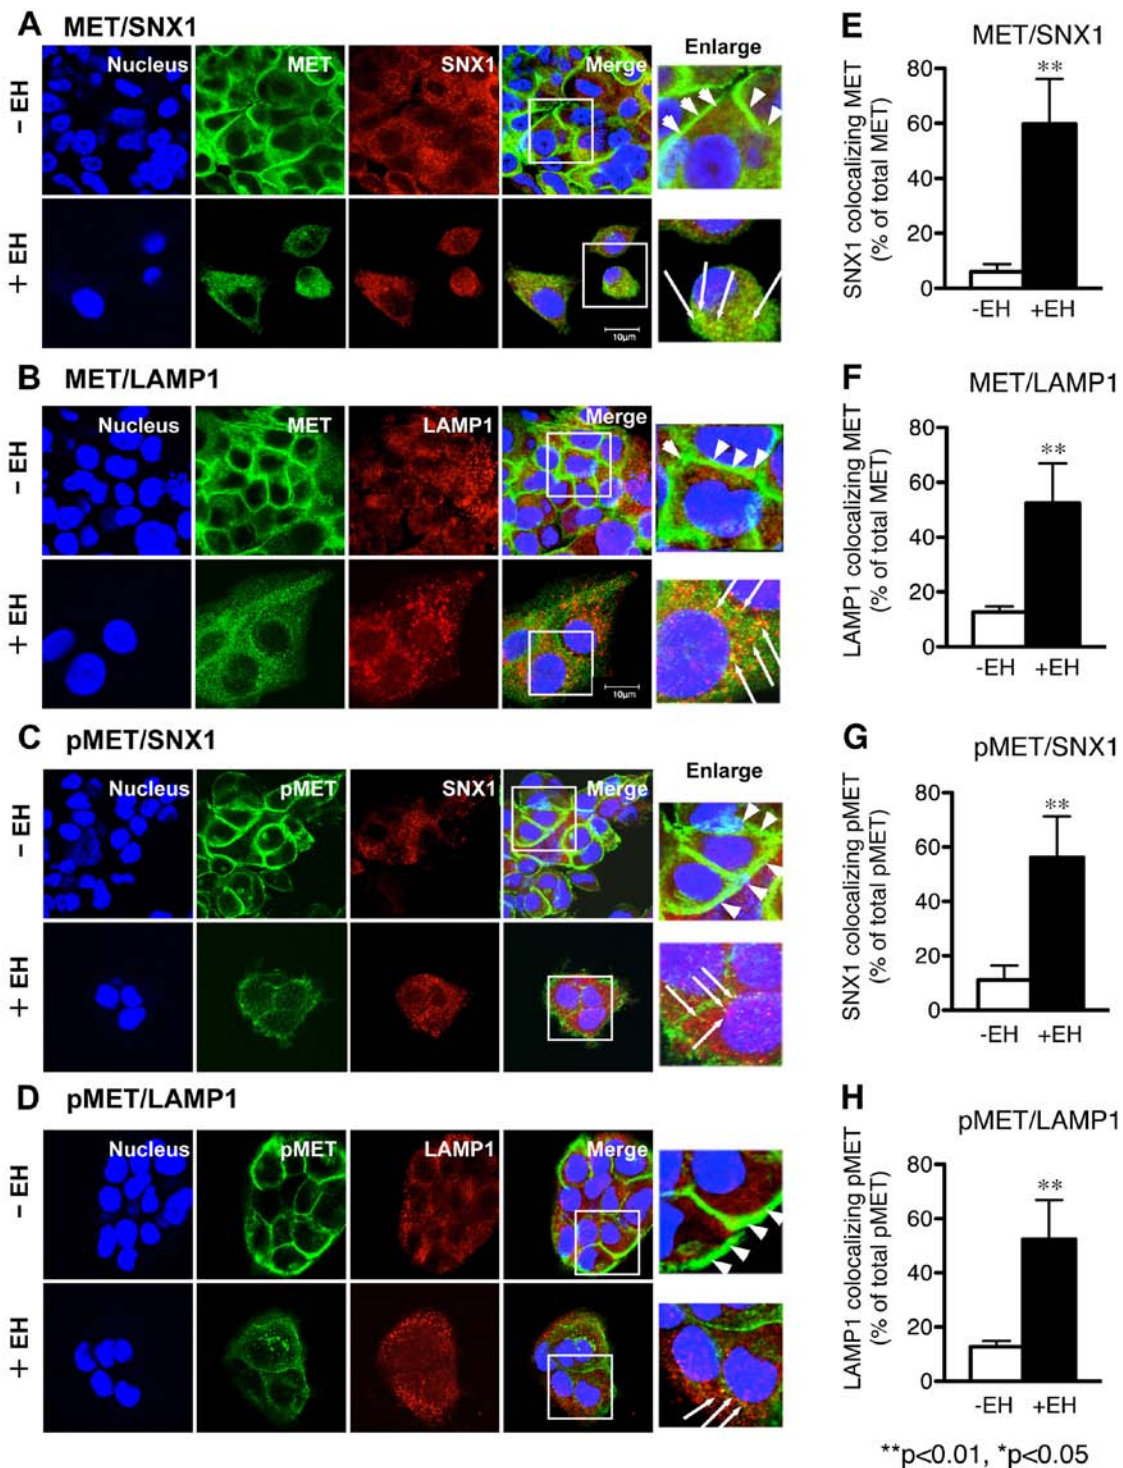 A MET/SNX1
Nucleus MET SNX1 Merge Enlarge
– EH
+ EH
10µm
B MET/LAMP1
Nucleus MET LAMP1 Merge
– EH
+ EH
10µm
C pMET/SNX1
Nucleus pMET SNX1 Merge Enlarge
– EH
+ EH
D pMET/LAMP1
Nucleus pMET LAMP1 Merge
– EH
+ EH
E MET/SNX1
SNX1 colocalizing MET
(% of total MET)
80
60
40
20
0
**
-EH +EH
F MET/LAMP1
LAMP1 colocalizing MET
(% of total MET)
80
60
40
20
0
**
-EH +EH
G pMET/SNX1
SNX1 colocalizing pMET
(% of total pMET)
80
60
40
20
0
**
-EH +EH
H pMET/LAMP1
LAMP1 colocalizing pMET
(% of total pMET)
80
60
40
20
0
**
-EH +EH
**p<0.01, *p<0.05